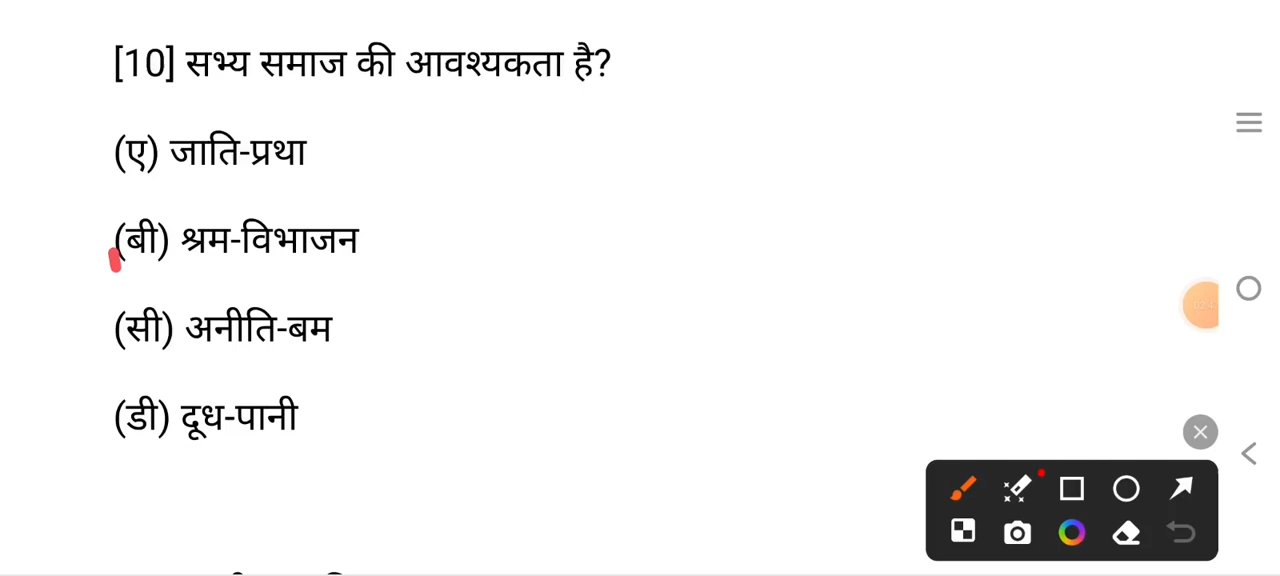 [10] सभ्य समाज की आवश्यकता है?
(ए) जाति-प्रथा
(बी) श्रम-विभाजन
(सी) अनीति-बम
(डी) दूध-पानी